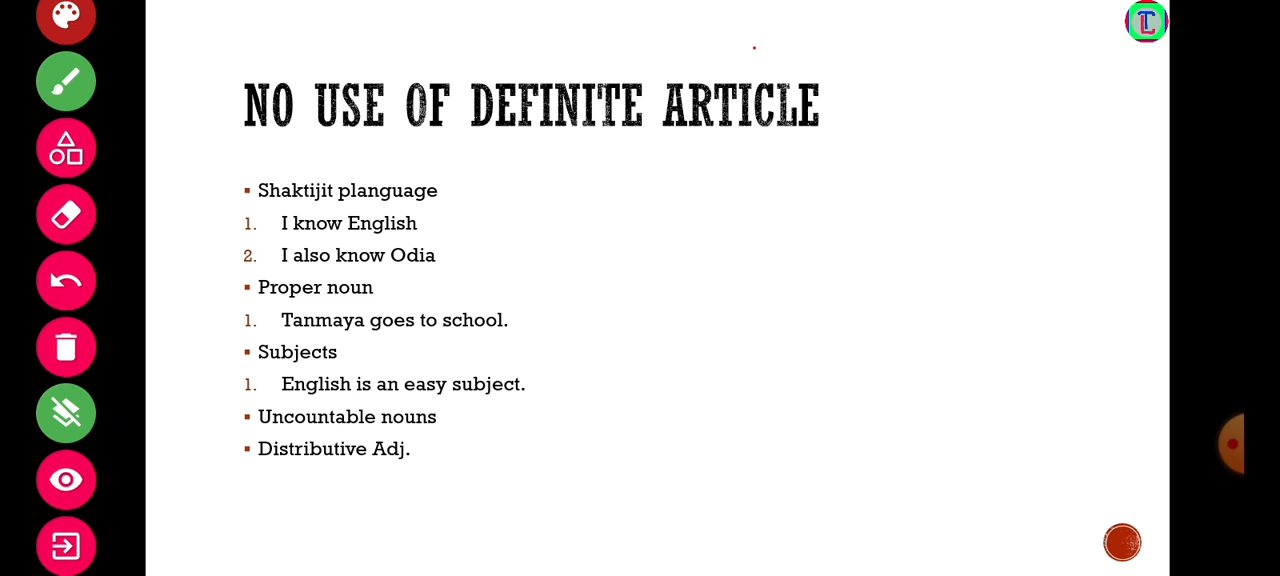 NO USE OF DEFINITE ARTICLE
▪ Shaktijit planguage
1. I know English
2. I also know Odia
▪ Proper noun
1. Tanmaya goes to school.
▪ Subjects
1. English is an easy subject.
▪ Uncountable nouns
▪ Distributive Adj.